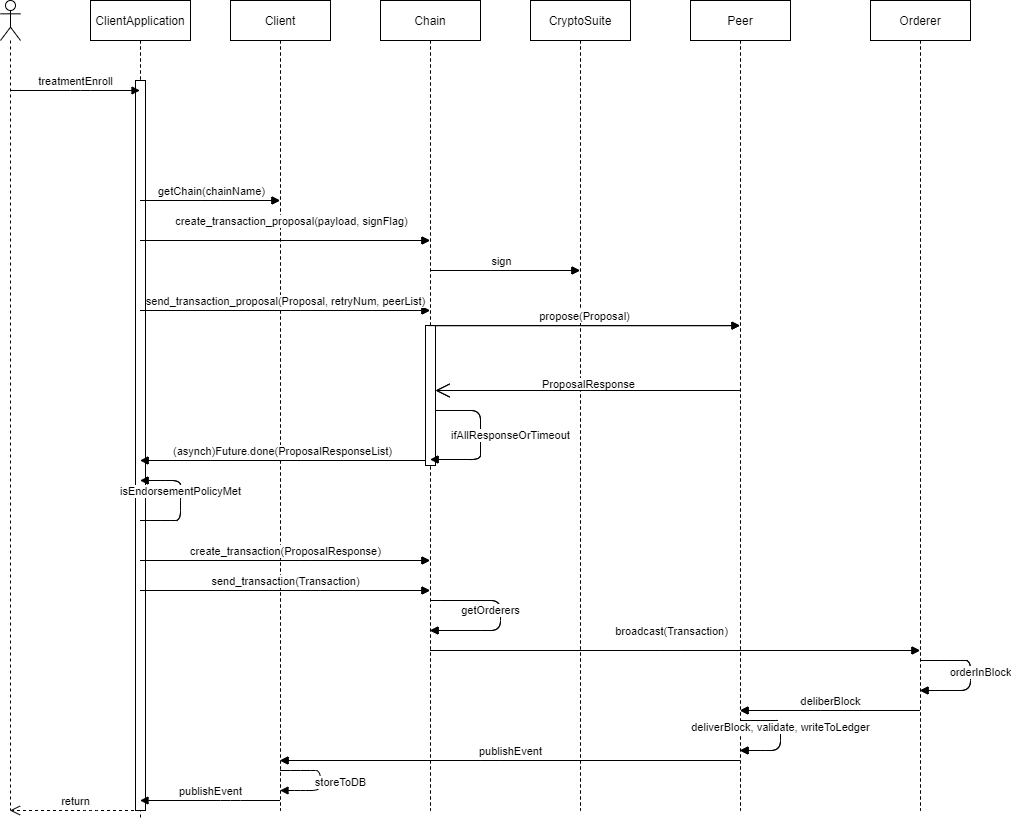 ClientApplication
Client
Chain
CryptoSuite
Peer
Orderer
treatmentEnroll
getChain(chainName)
create_transaction_proposal(payload, signFlag)
sign
send_transaction_proposal(Proposal, retryNum, peerList)
propose(Proposal)
ProposalResponse
ifAllResponseOrTimeout
(asynch)Future.done(ProposalResponseList)
isEndorsementPolicyMet
create_transaction(ProposalResponse)
send_transaction(Transaction)
getOrderers
broadcast(Transaction)
orderInBlock
deliberBlock
deliverBlock, validate, writeToLedger
publishEvent
storeToDB
publishEvent
return